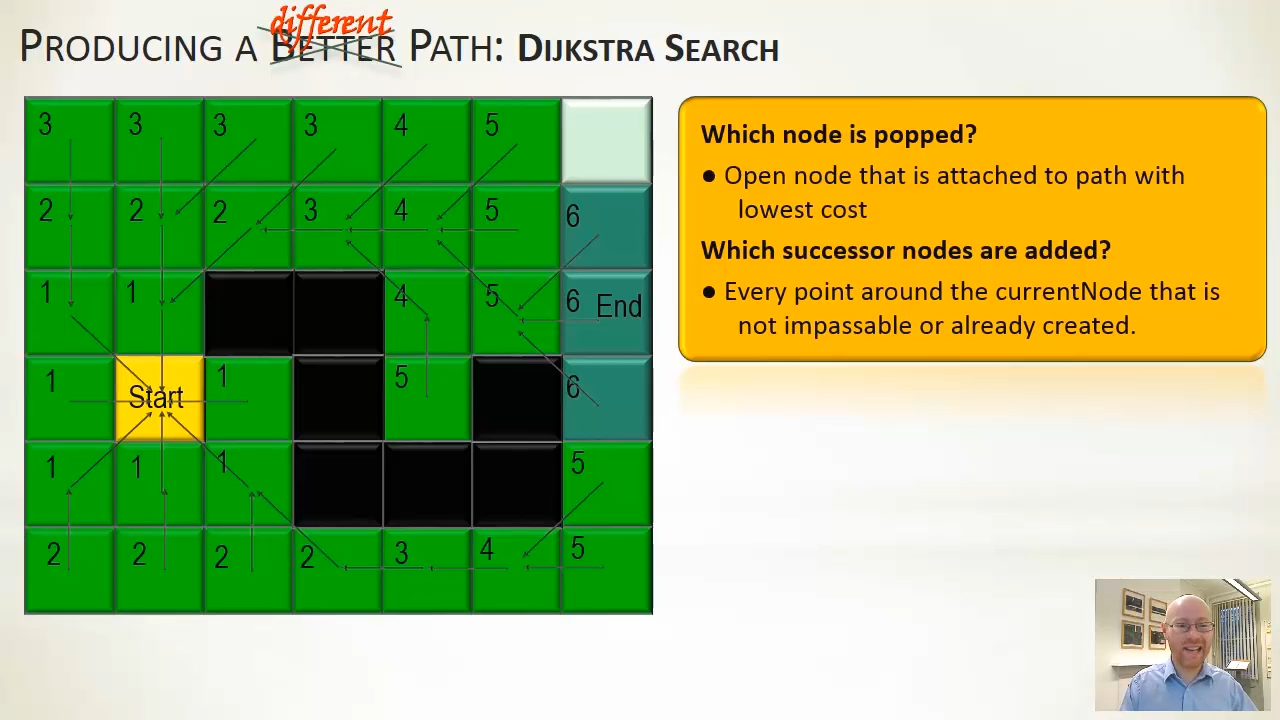 different
PRODUCING A BETTER PATH: DIJKSTRA SEARCH
3 3 3 3 4 5
2 2 2 3 4 5 6
1 1 4 5 6 End
1 Start 1 5 6
1 1 1 5
2 2 2 2 3 4 5
Which node is popped?
● Open node that is attached to path with
lowest cost
Which successor nodes are added?
● Every point around the currentNode that is
not impassable or already created.